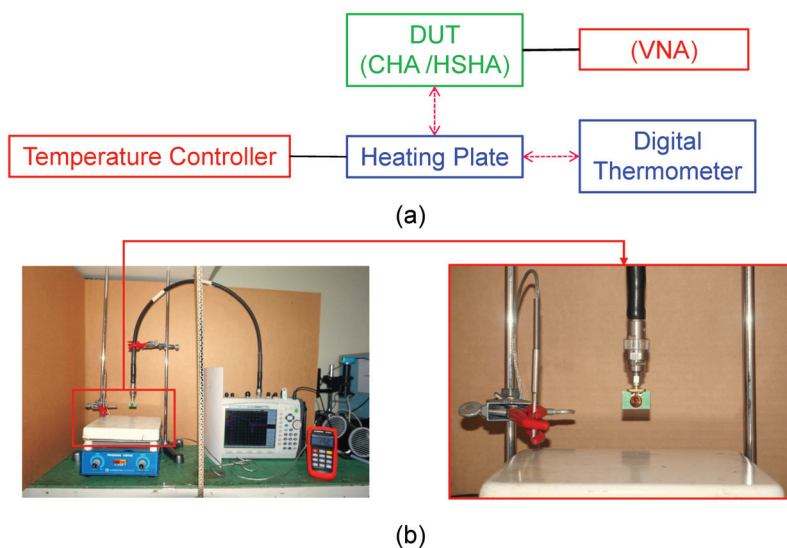 DUT
(CHA /HSHA)
(VNA)
Temperature Controller
Heating Plate
Digital
Thermometer
(a)
(b)